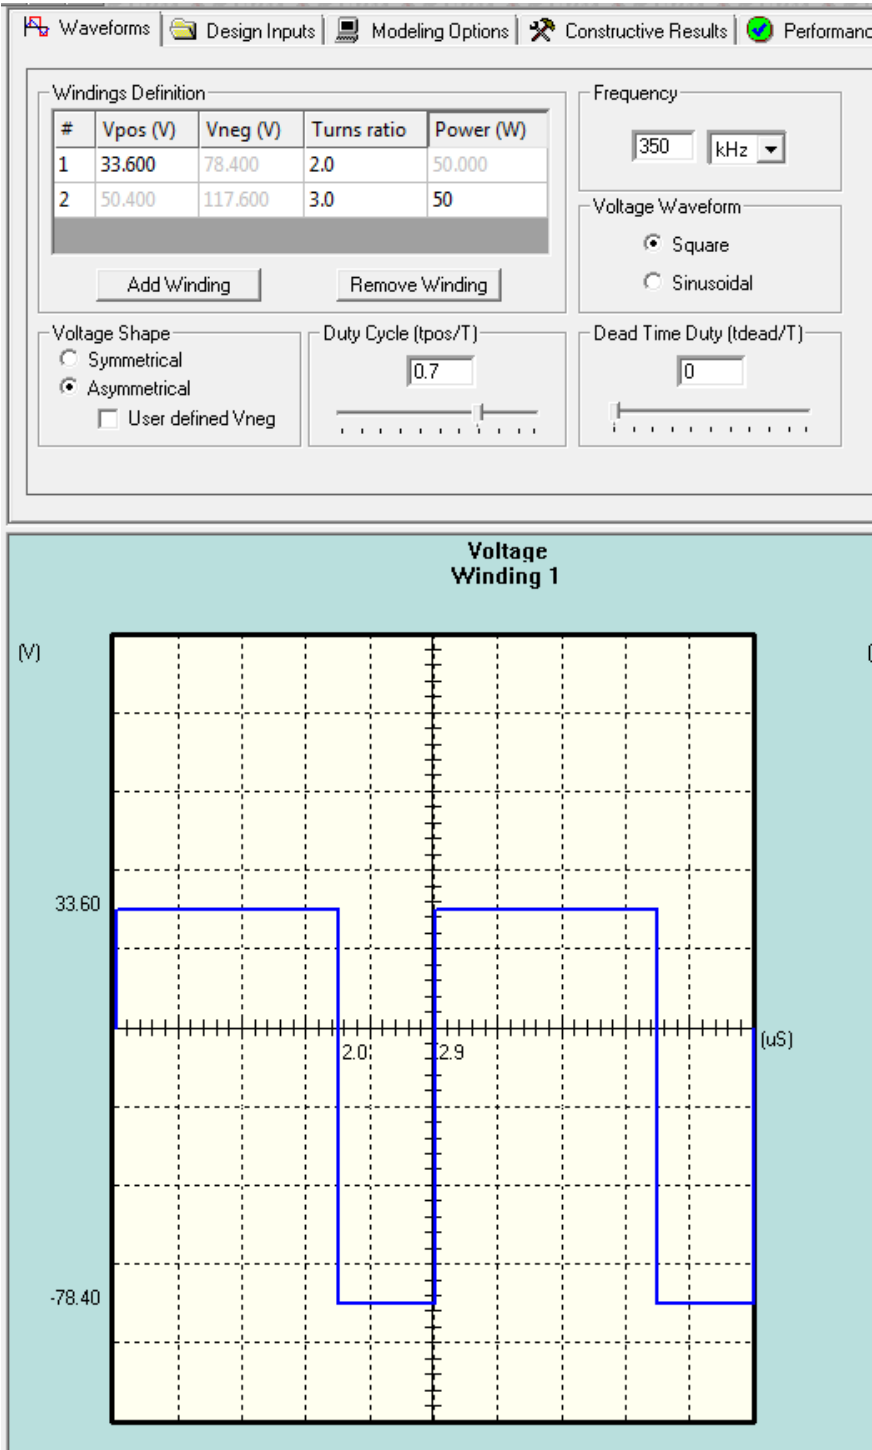 Waveforms Design Inputs Modeling Options Constructive Results Performanc
Windings Definition
# Vpos (V) Vneg (V) Turns ratio Power (W)
1 33.600 78.400 2.0 50.000
2 50.400 117.600 3.0 50
Add Winding Remove Winding
Frequency
350 kHz
Voltage Waveform
Square
Sinusoidal
Voltage Shape
Symmetrical
Asymmetrical
User defined Vneg
Duty Cycle (tpos/T)
0.7
Dead Time Duty (tdead/T)
0
Voltage
Winding 1
(V) (
33.60
2.0 2.9 (uS)
-78.40